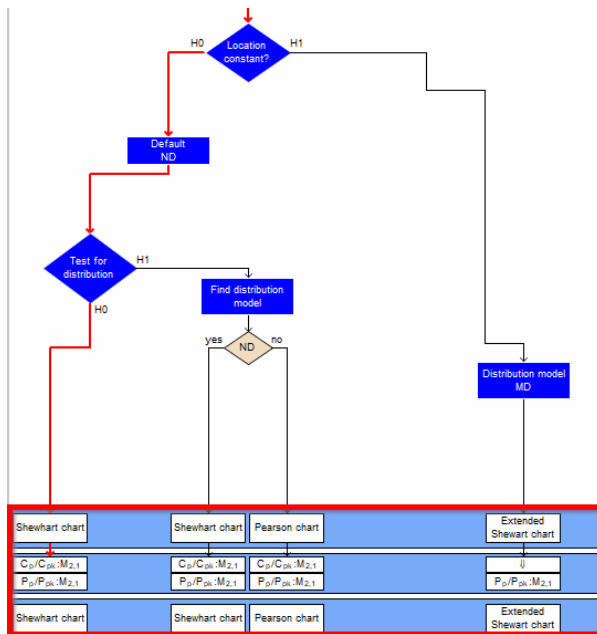 H0
Location
constant?
H1
Default
ND
Test for
distribution
H1
H0
Find distribution
model
yes
ND
no
Distribution model
MD
Shewhart chart
Shewhart chart
Pearson chart
Extended
Shewart chart
Cp/Cpk:M2,1
Cp/Cpk:M2,1
Cp/Cpk:M2,1
⇓
Pp/Ppk:M2,1
Pp/Ppk:M2,1
Pp/Ppk:M2,1
Pp/Ppk:M2,1
Shewhart chart
Shewhart chart
Pearson chart
Extended
Shewart chart